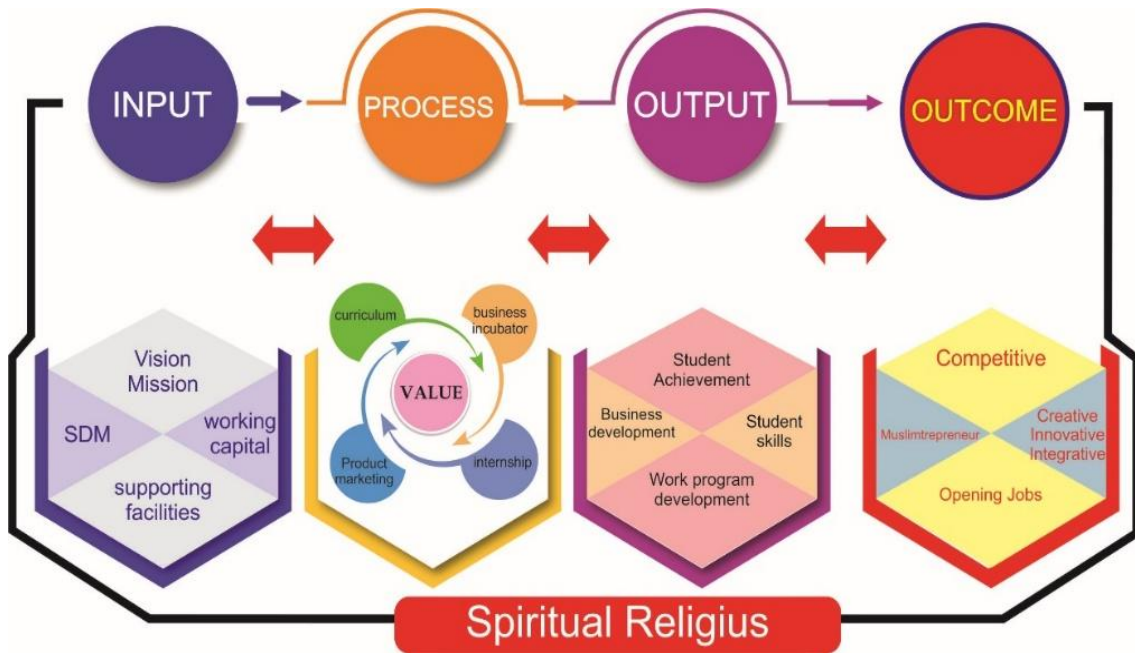 INPUT
PROCESS
OUTPUT
OUTCOME
Vision
Mission
SDM
working
capital
supporting
facilities
curriculum
business
incubator
VALUE
Product
marketing
internship
Student
Achievement
Business
development
Student
skills
Work program
development
Competitive
Muslimtrepreneur
Creative
Innovative
Integrative
Opening Jobs
Spiritual Religius